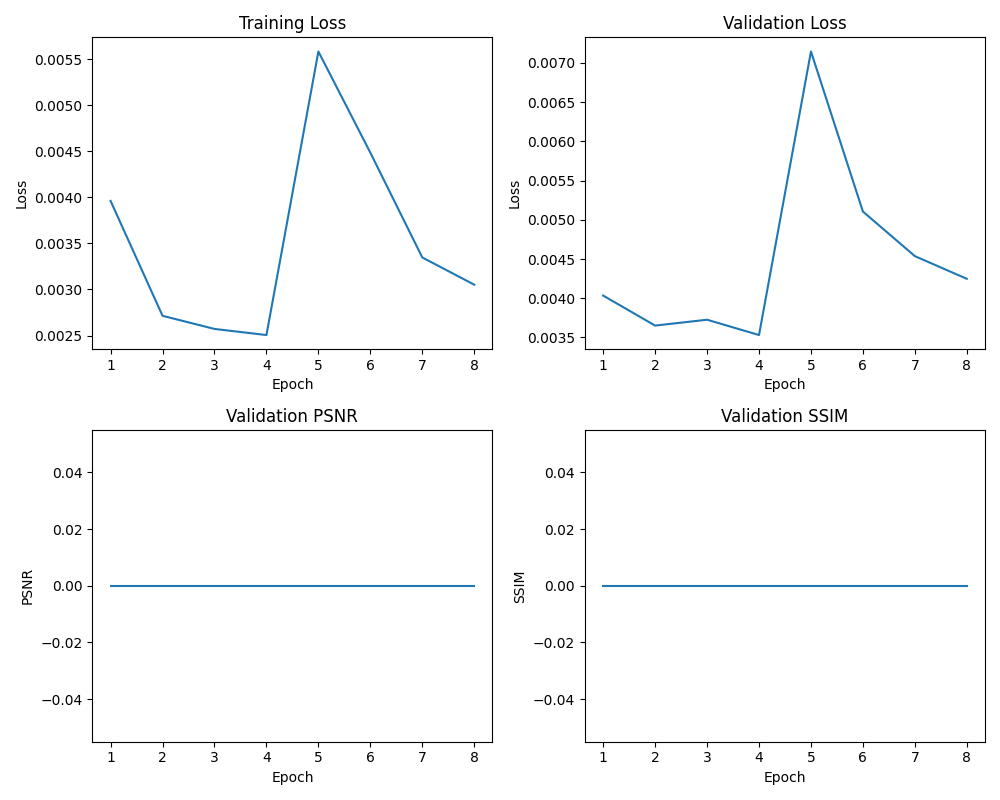 Training Loss
0.0055
0.0050
0.0045
0.0040
0.0035
0.0030
0.0025
Loss
1 2 3 4 5 6 7 8
Epoch
Validation Loss
0.0070
0.0065
0.0060
0.0055
0.0050
0.0045
0.0040
0.0035
Loss
1 2 3 4 5 6 7 8
Epoch
Validation PSNR
0.04
0.02
0.00
−0.02
−0.04
PSNR
1 2 3 4 5 6 7 8
Epoch
Validation SSIM
0.04
0.02
0.00
−0.02
−0.04
SSIM
1 2 3 4 5 6 7 8
Epoch